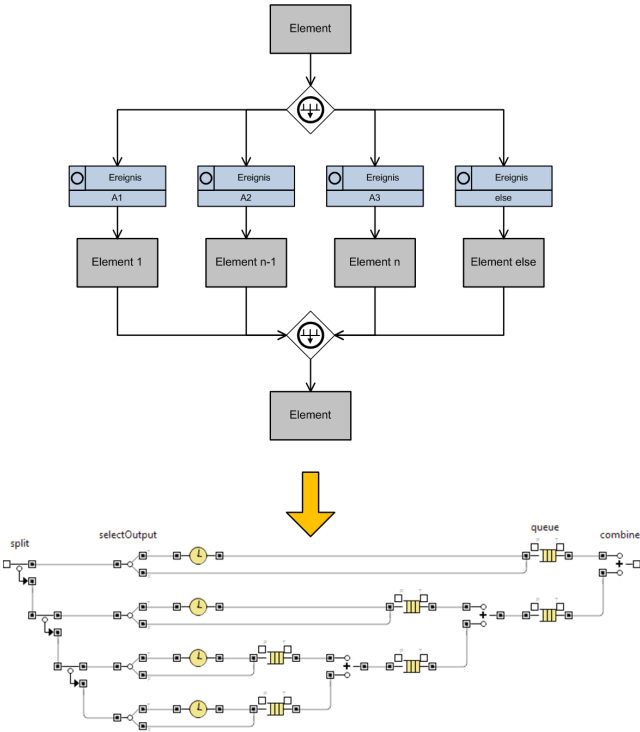 Element
Ereignis
A1
Ereignis
A2
Ereignis
A3
Ereignis
else
Element 1
Element n-1
Element n
Element else
Element
split
selectOutput
queue
combine
L
L
L
L